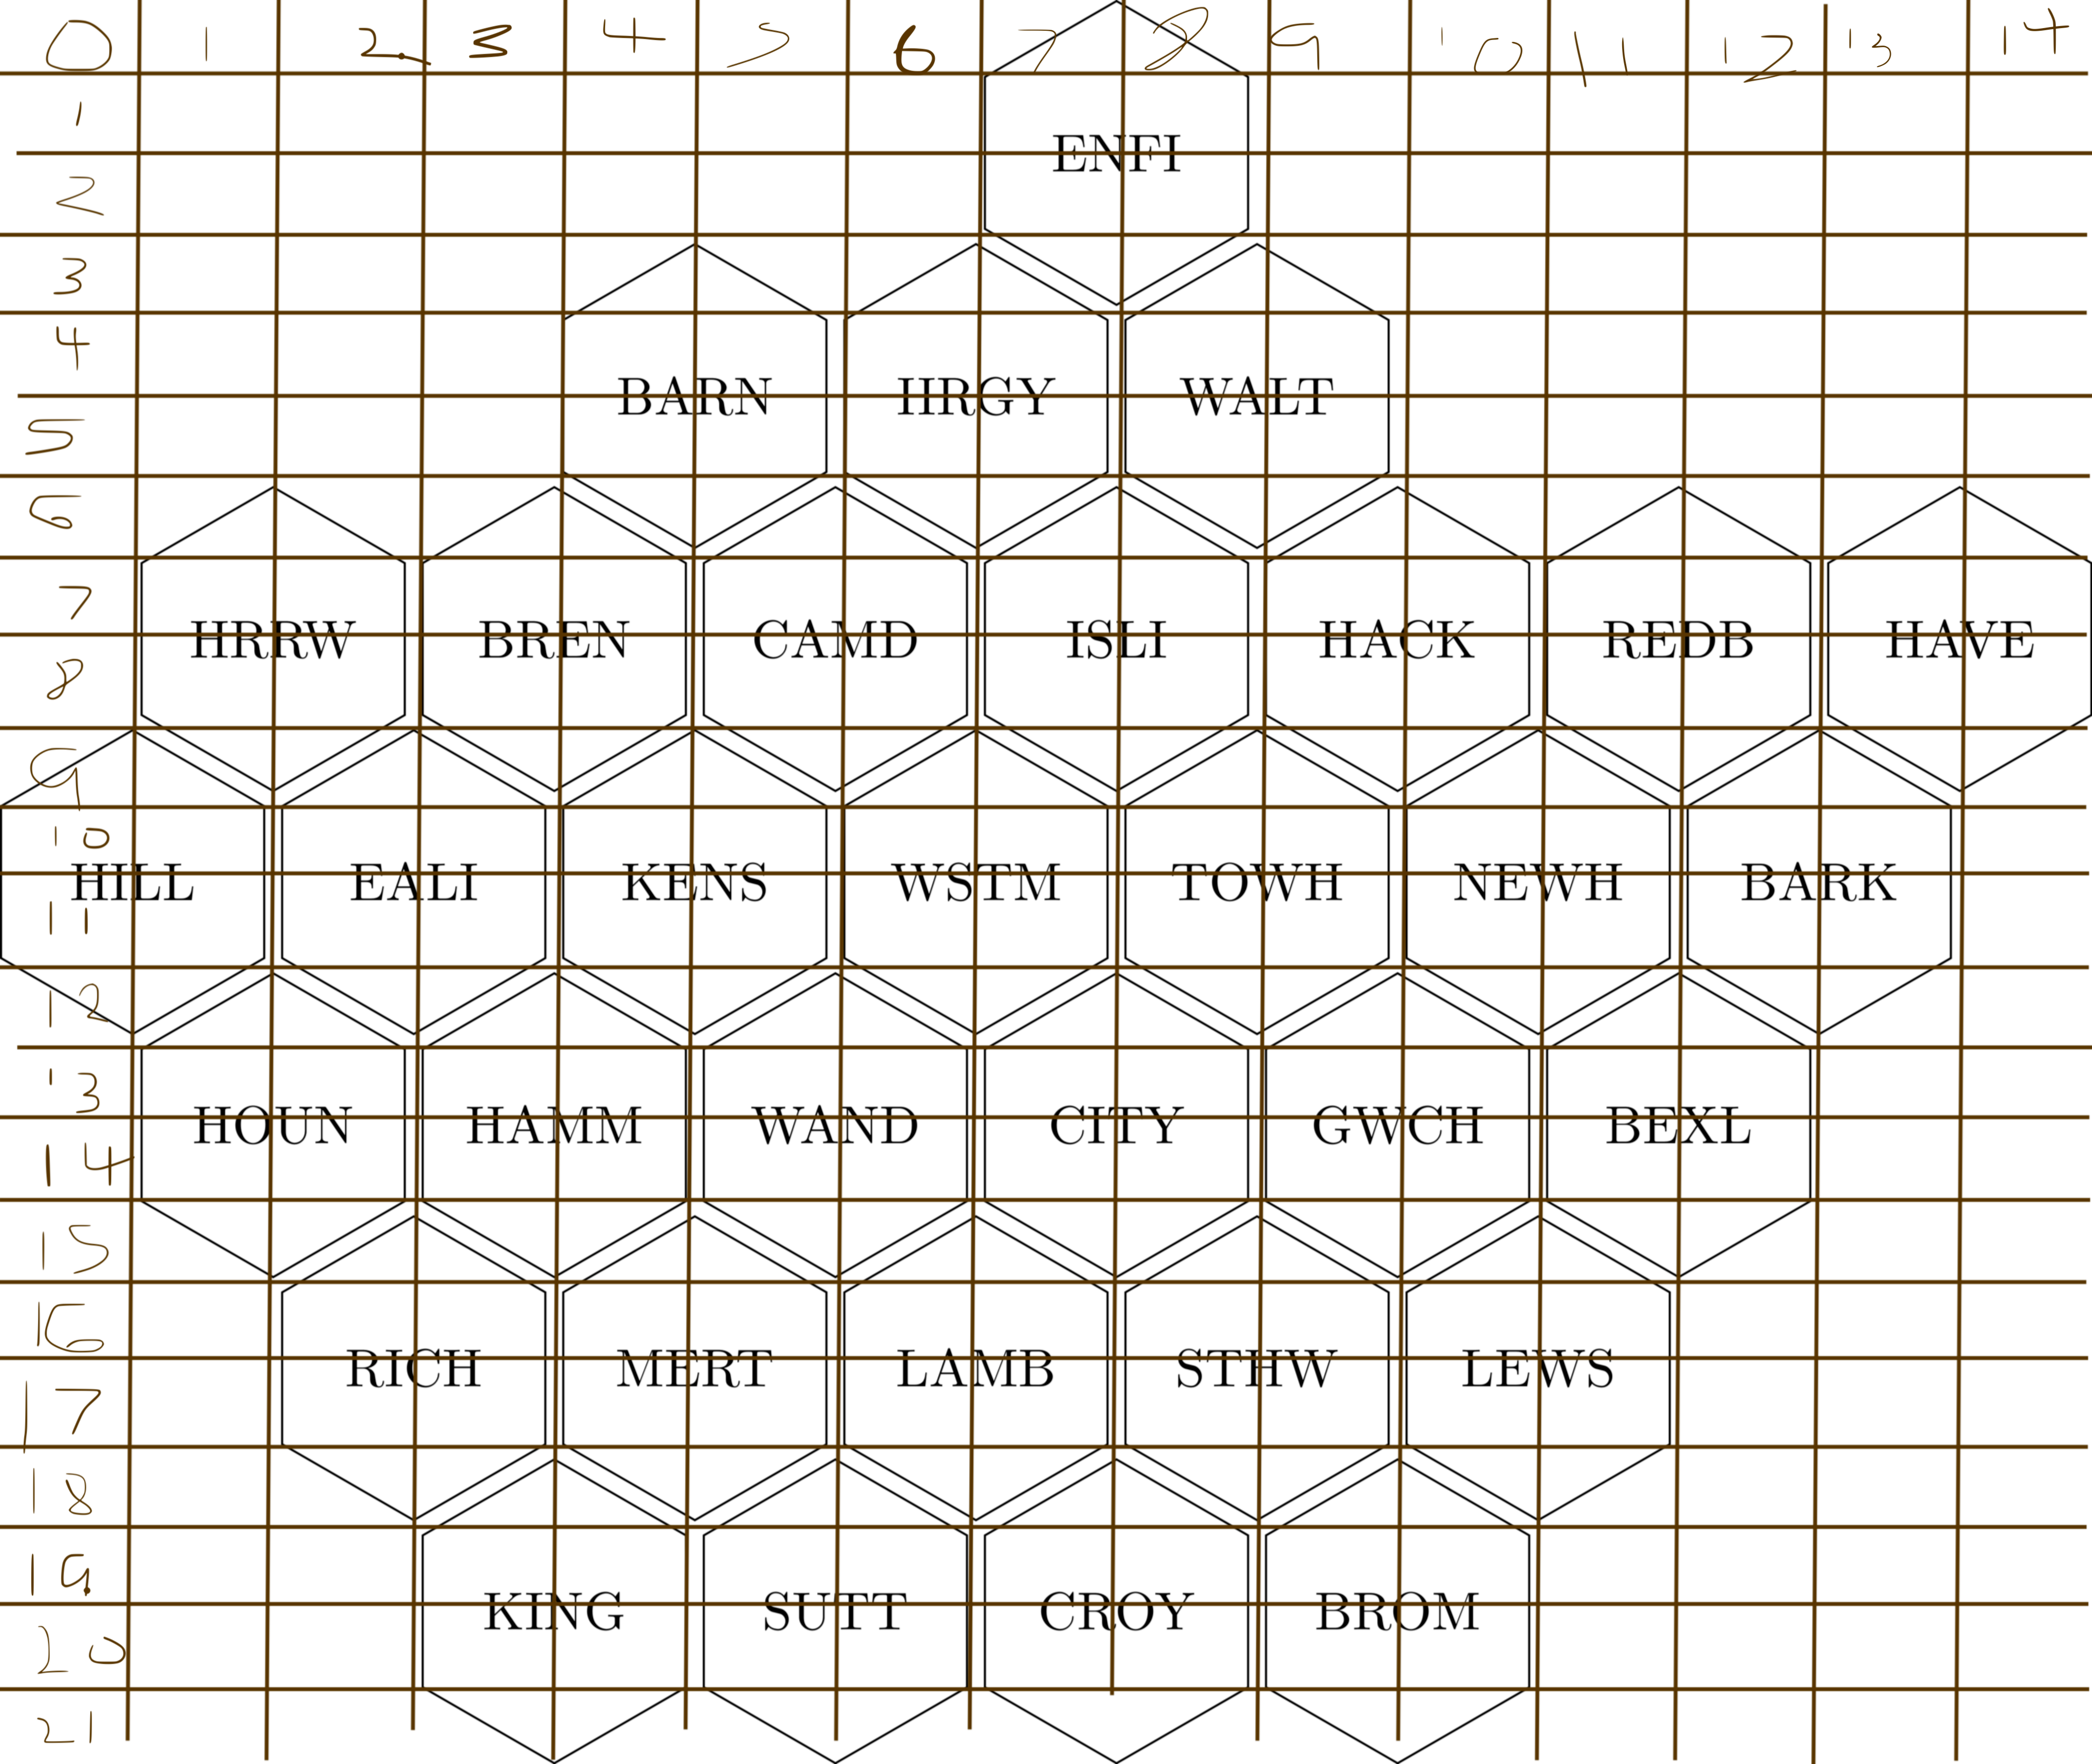 0 1 2 3 4 5 6 7 8 9 10 11 12 13 14
1
ENFI
2
3
4
BARN HRGY WALT
5
6
7
HRRW BREN CAMD ISLI HACK REDB HAVE
8
9
10
HILL EALI KENS WSTM TOWH NEWH BARK
11
12
13
HOUN HAMM WAND CITY GWCH BEXL
14
15
16
RICH MERT LAMB STHW LEWS
17
18
19
KING SUTT CROY BROM
20
21